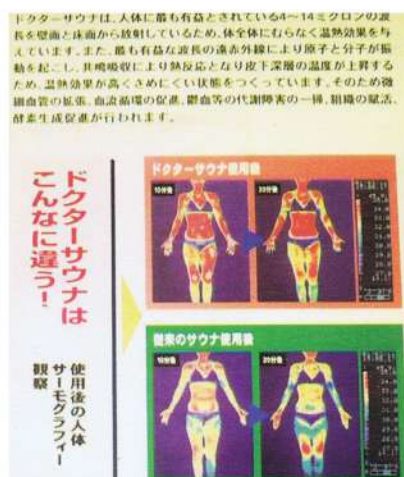 ドクターサウナは、人体に最も有益とされている4〜14ミクロンの波
長を壁面と床面から放射しているため、体全体にむらなく温熱効果を与
えています。また、最も有益な波長の遠赤外線により原子と分子が振
動を起こし、共鳴吸収により熱反応となり皮下深層の温度が上昇する
ため、温熱効果が高くさめにくい状態をつくっています。そのため微
細血管の拡張、血流循環の促進、鬱血等の代謝障害の一掃、組織の賦活、
酵素生成促進が行われます。
ドクターサウナは
こんなに違う!
使用後の人体
サーモグラフィー
観察
ドクターサウナ使用後
10分後
20分後
従来のサウナ使用後
10分後
20分後